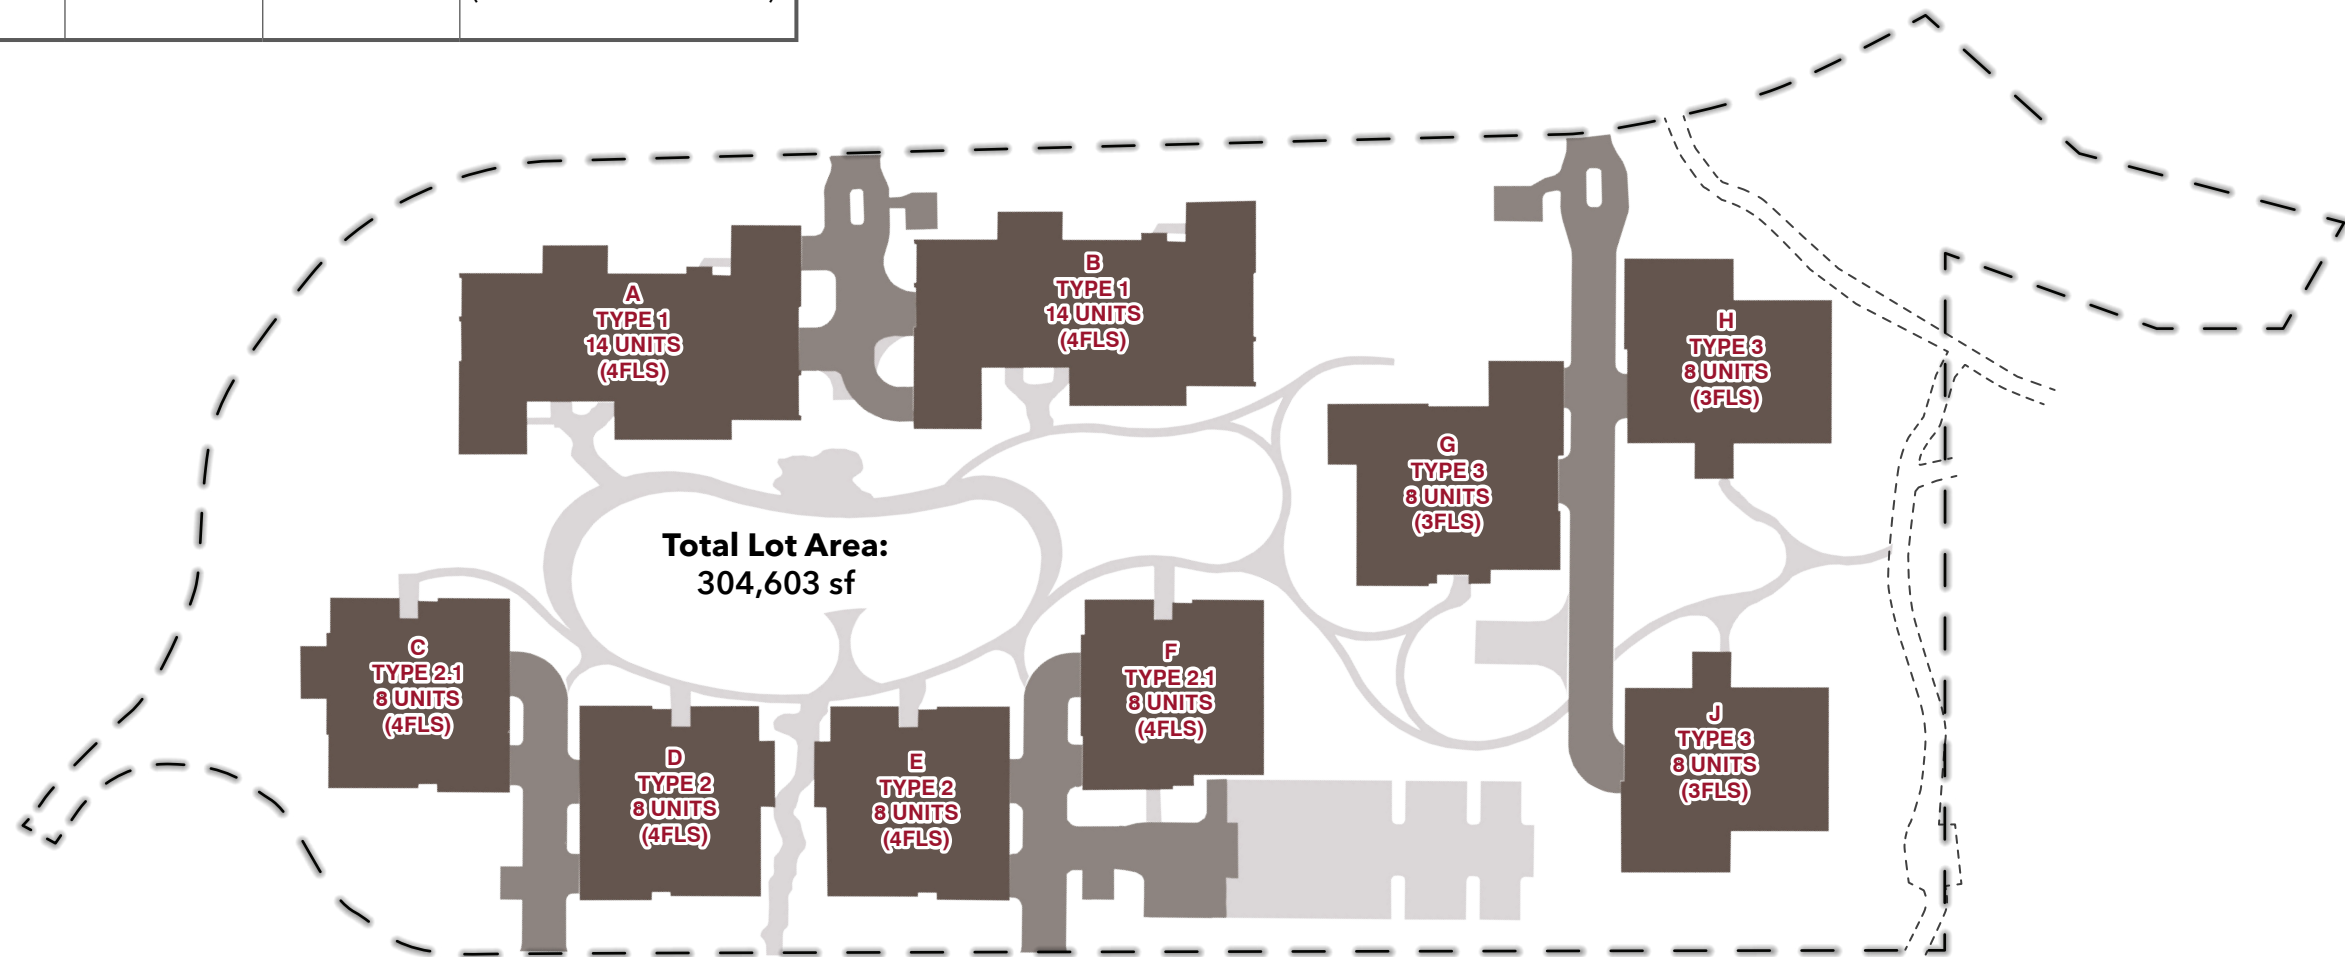 A
TYPE 1
14 UNITS
(4FLS)
B
TYPE 1
14 UNITS
(4FLS)
H
TYPE 3
8 UNITS
(3FLS)
G
TYPE 3
8 UNITS
(3FLS)
Total Lot Area:
304,603 sf
C
TYPE 2.1
8 UNITS
(4FLS)
F
TYPE 2.1
8 UNITS
(4FLS)
D
TYPE 2
8 UNITS
(4FLS)
E
TYPE 2
8 UNITS
(4FLS)
J
TYPE 3
8 UNITS
(3FLS)